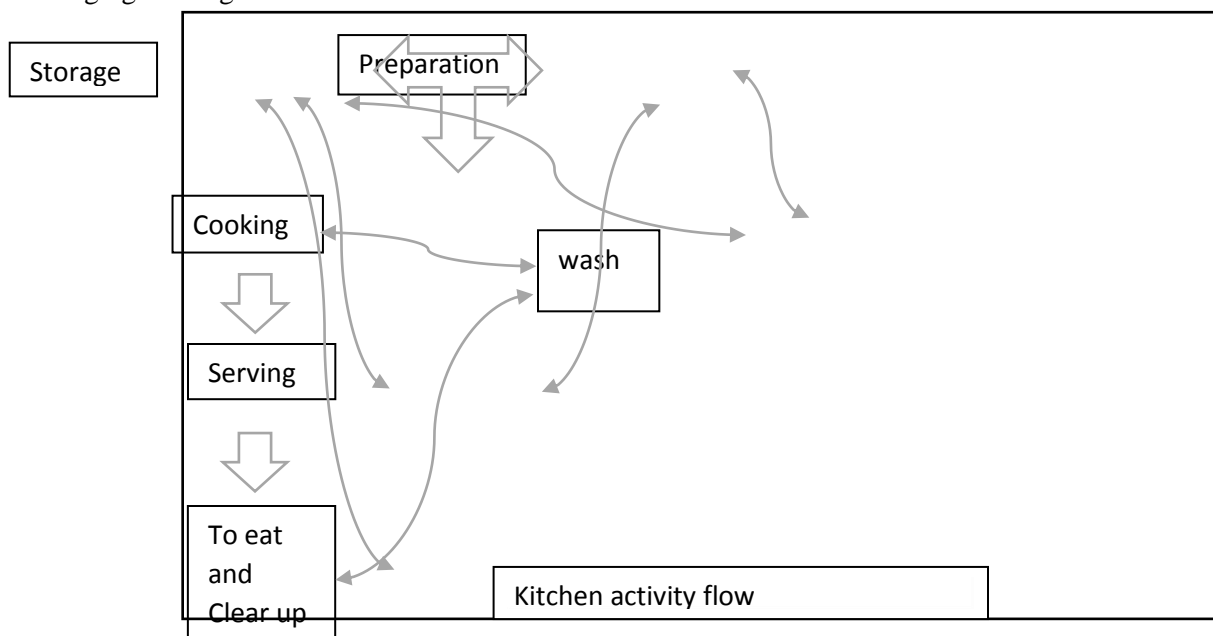 Storage
Preparation
Cooking
wash
Serving
To eat
and
Clear up
Kitchen activity flow